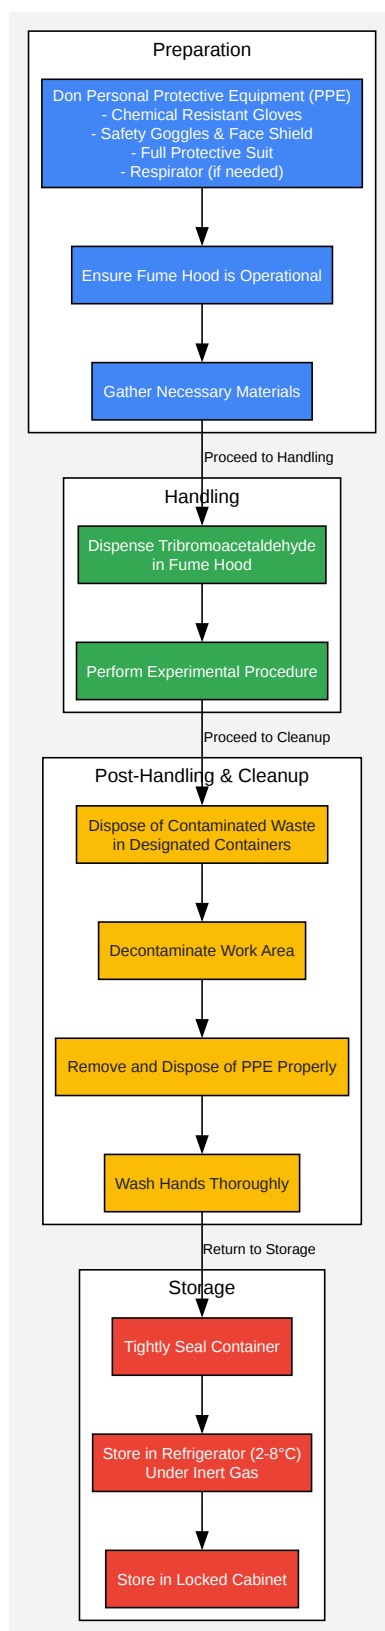 Preparation
Don Personal Protective Equipment (PPE)
- Chemical Resistant Gloves
- Safety Goggles & Face Shield
- Full Protective Suit
- Respirator (if needed)
Ensure Fume Hood is Operational
Gather Necessary Materials
Proceed to Handling
Handling
Dispense Tribromoacetaldehyde
in Fume Hood
Perform Experimental Procedure
Proceed to Cleanup
Post-Handling & Cleanup
Dispose of Contaminated Waste
in Designated Containers
Decontaminate Work Area
Remove and Dispose of PPE Properly
Wash Hands Thoroughly
Return to Storage
Storage
Tightly Seal Container
Store in Refrigerator (2-8°C)
Under Inert Gas
Store in Locked Cabinet